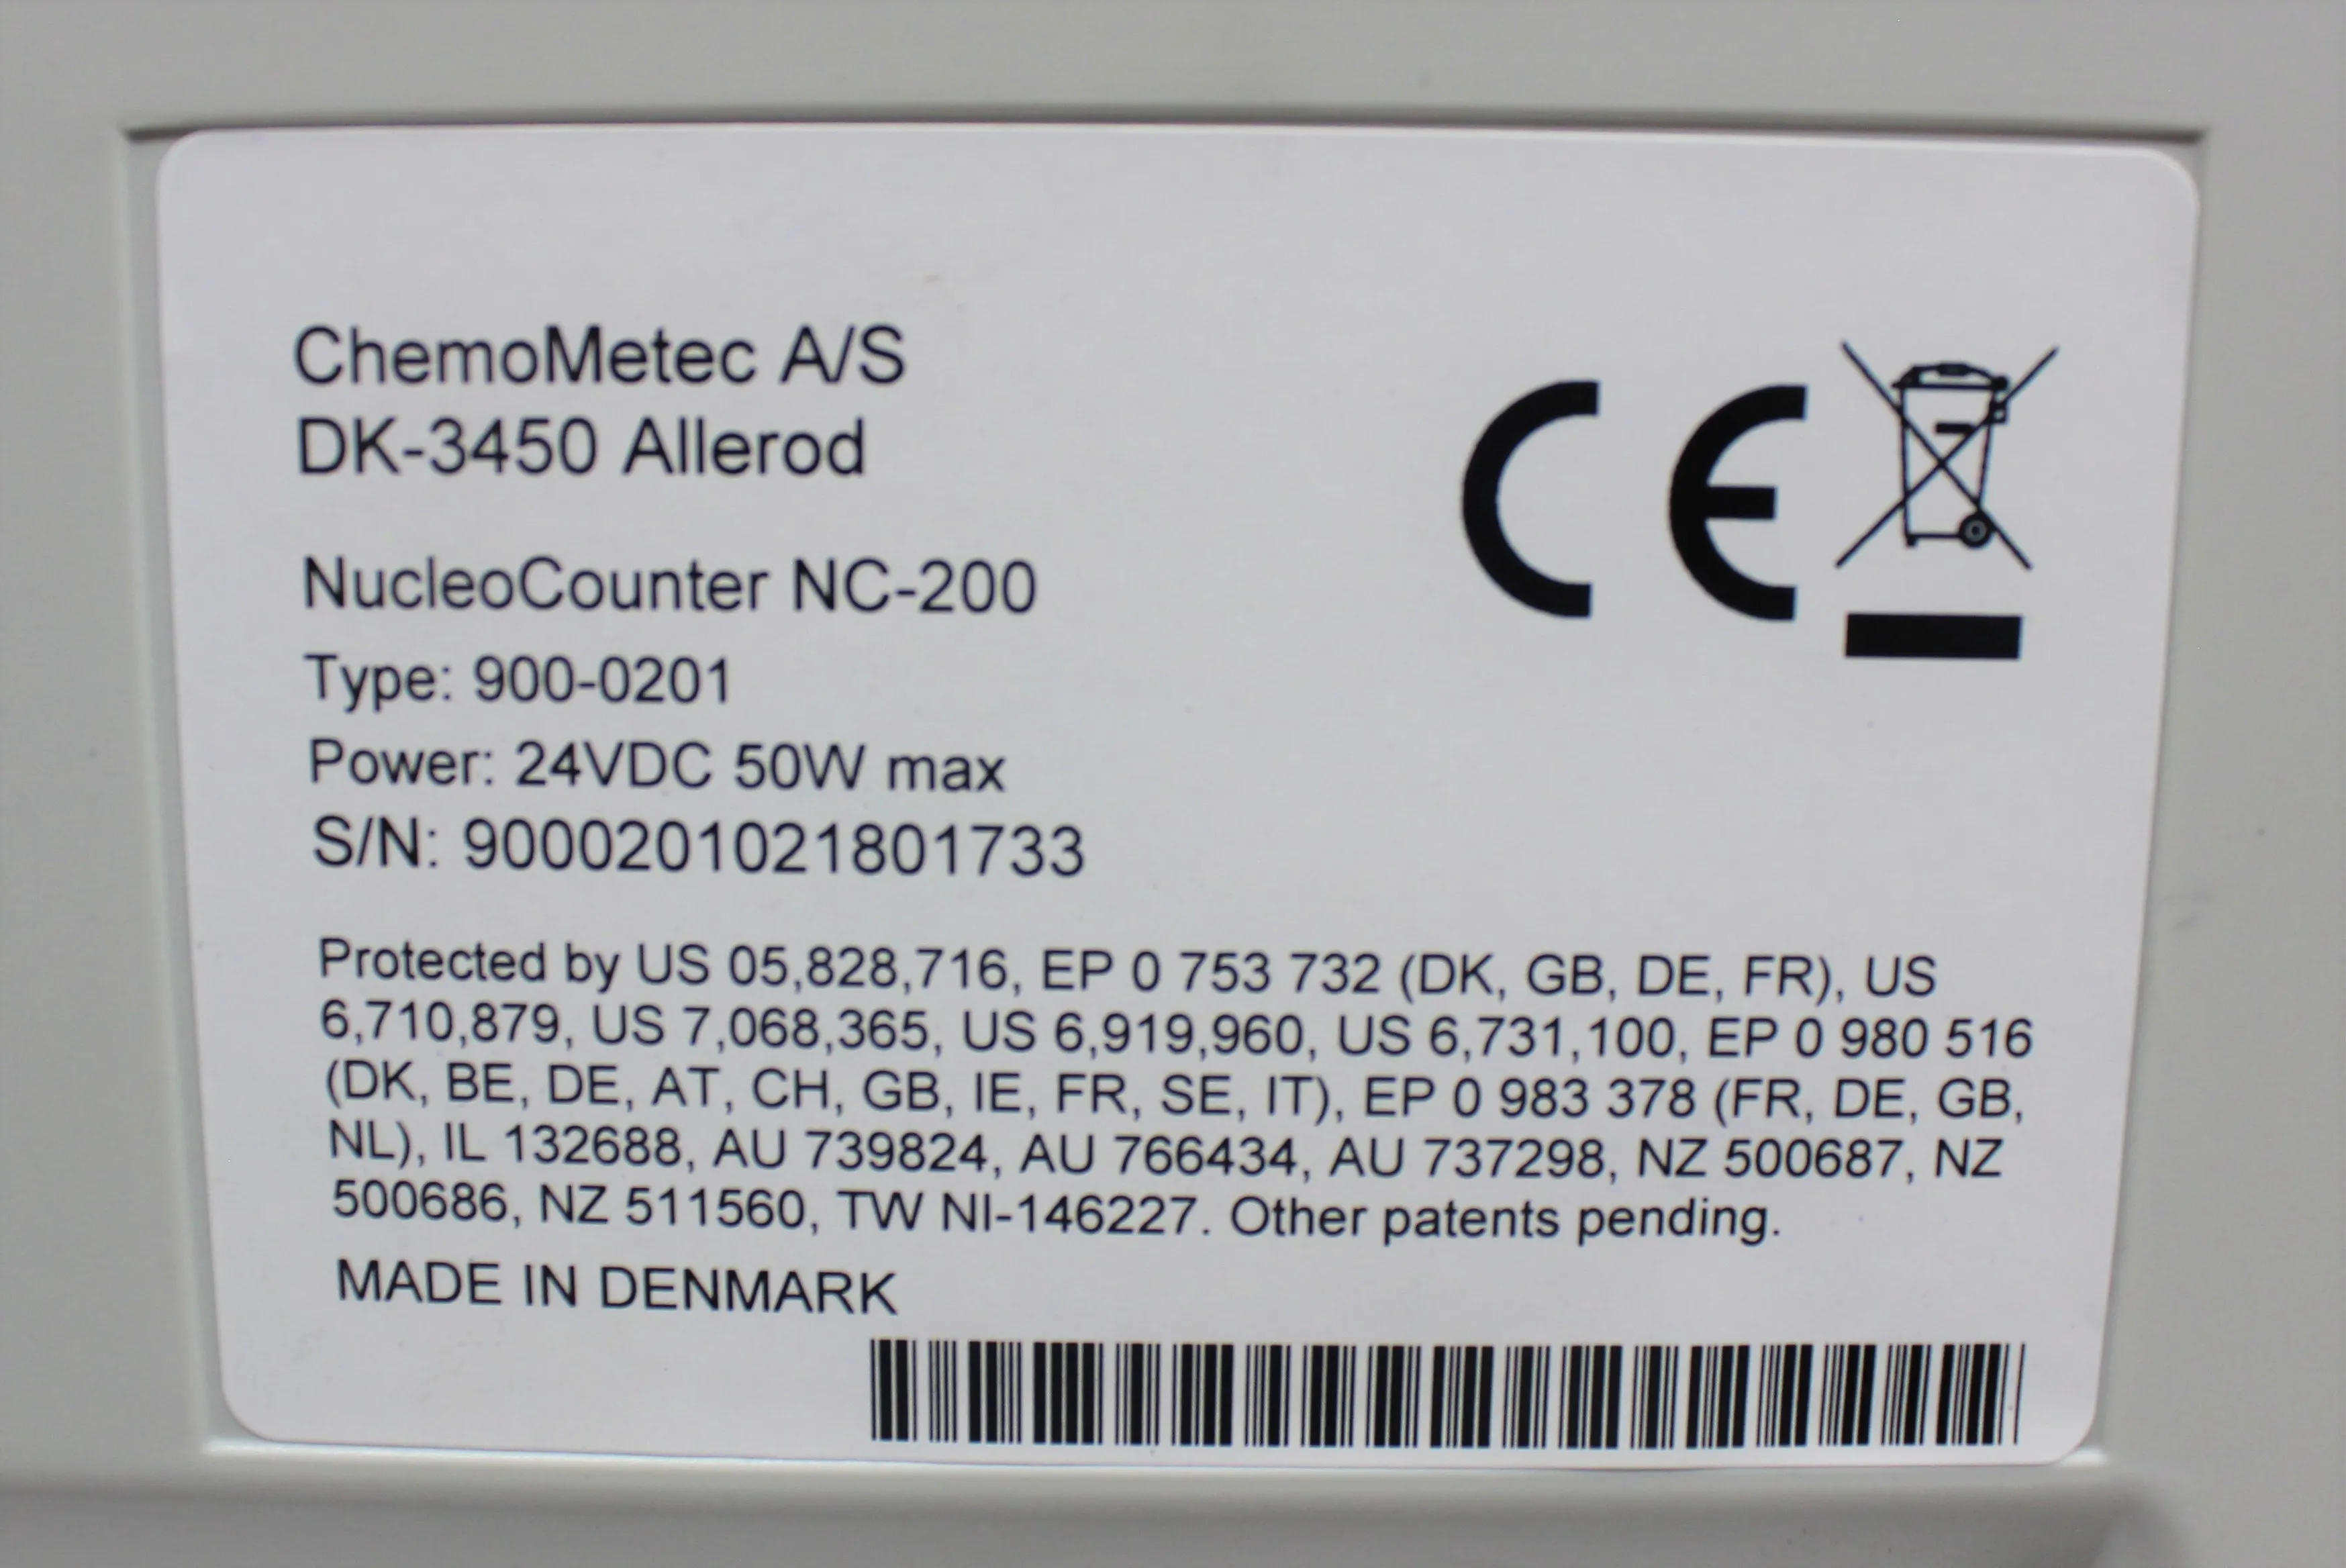 ChemoMetec A/S
DK-3450 Allerod
CE
NucleoCounter NC-200
Type: 900-0201
Power: 24VDC 50W max
S/N: 9000201021801733
Protected by US 05,828,716, EP 0 753 732 (DK, GB, DE, FR), US
6,710,879, US 7,068,365, US 6,919,960, US 6,731,100, EP 0 980 516
(DK, BE, DE, AT, CH, GB, IE, FR, SE, IT), EP 0 983 378 (FR, DE, GB,
NL), IL 132688, AU 739824, AU 766434, AU 737298, NZ 500687, NZ
500686, NZ 511560, TW NI-146227. Other patents pending.
MADE IN DENMARK